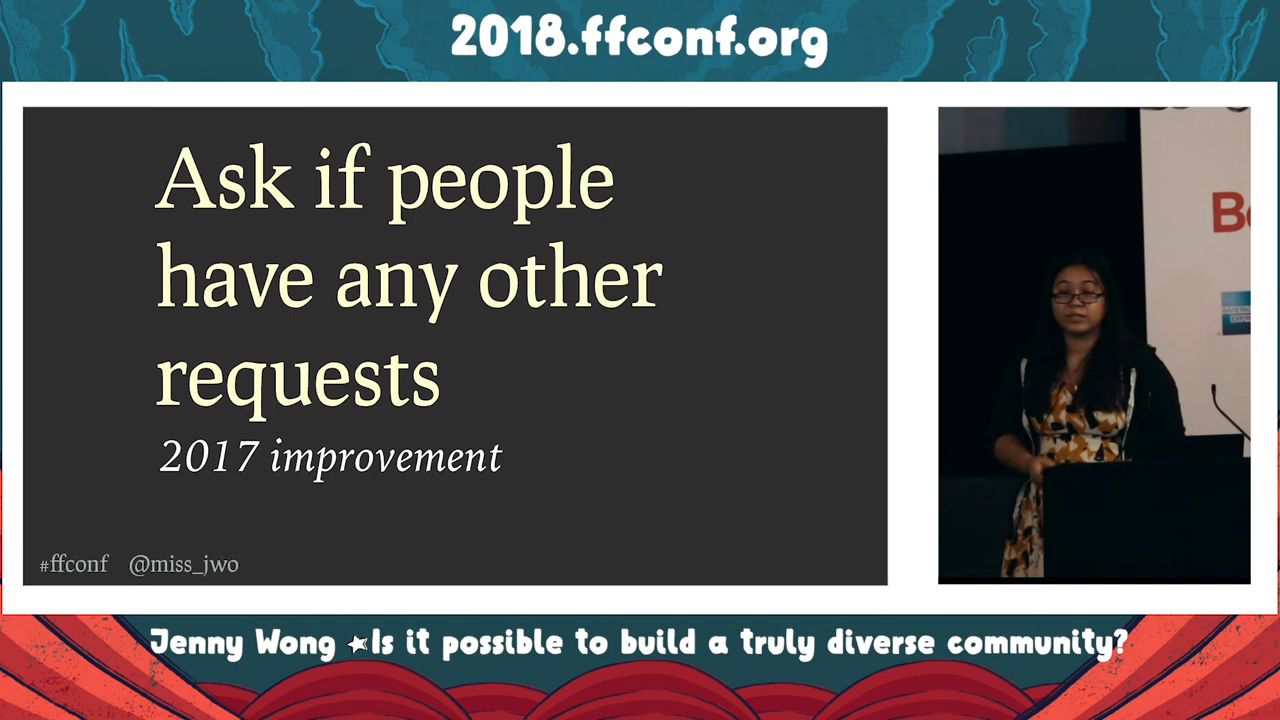 2018.ffconf.org
Ask if people
have any other
requests
2017 improvement
#ffconf @miss_jwo
Jenny Wong ★ Is it possible to build a truly diverse community?